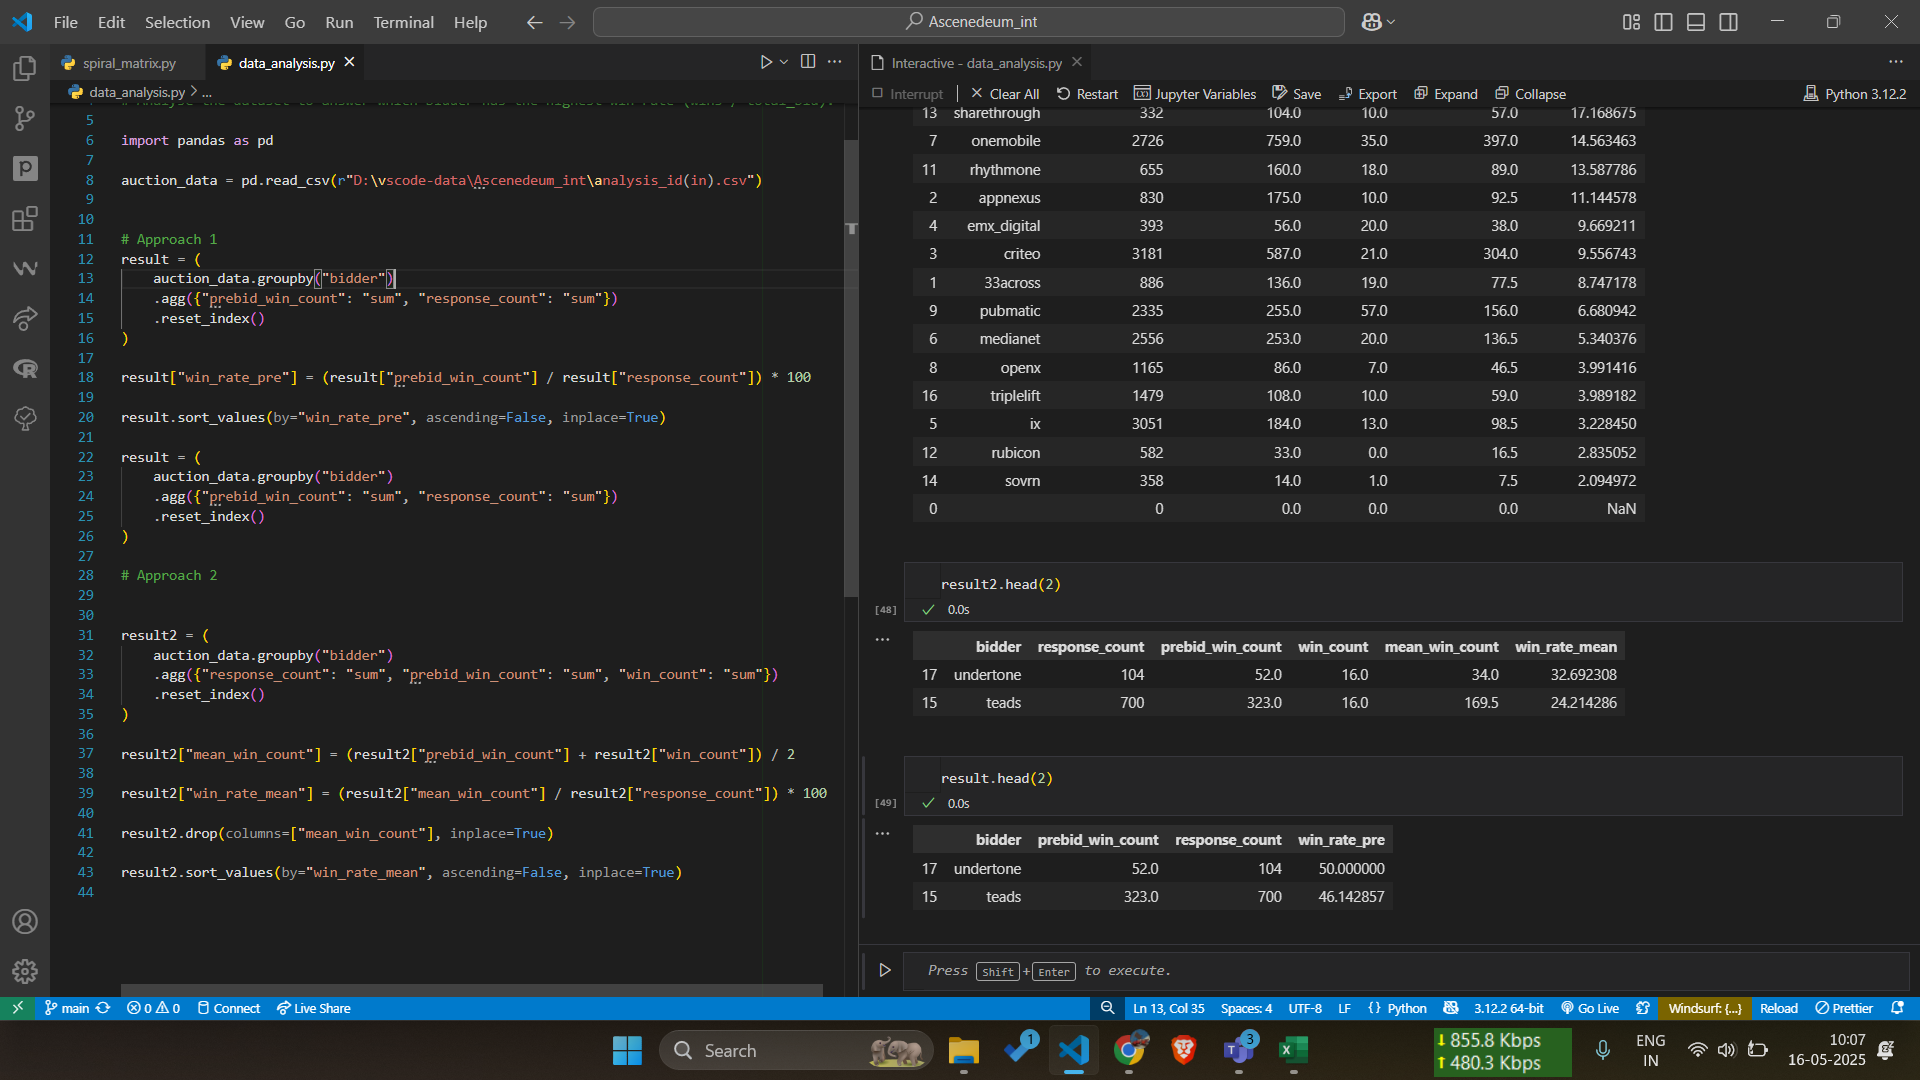 File Edit Selection View Go Run Terminal Help
Ascenedeum_int
spiral_matrix.py
data_analysis.py
data_analysis.py > ...
5
6 import pandas as pd
7
8 auction_data = pd.read_csv(r"D:\vscode-data\Ascenedeum_int\analysis_id(in).csv")
9
10
11 # Approach 1
12 result = (
13 auction_data.groupby("bidder")
14 .agg({"prebid_win_count": "sum", "response_count": "sum"})
15 .reset_index()
16 )
17
18 result["win_rate_pre"] = (result["prebid_win_count"] / result["response_count"]) * 100
19
20 result.sort_values(by="win_rate_pre", ascending=False, inplace=True)
21
22 result = (
23 auction_data.groupby("bidder")
24 .agg({"prebid_win_count": "sum", "response_count": "sum"})
25 .reset_index()
26 )
27
28 # Approach 2
29
30
31 result2 = (
32 auction_data.groupby("bidder")
33 .agg({"response_count": "sum", "prebid_win_count": "sum", "win_count": "sum"})
34 .reset_index()
35 )
36
37 result2["mean_win_count"] = (result2["prebid_win_count"] + result2["win_count"]) / 2
38
39 result2["win_rate_mean"] = (result2["mean_win_count"] / result2["response_count"]) * 100
40
41 result2.drop(columns=["mean_win_count"], inplace=True)
42
43 result2.sort_values(by="win_rate_mean", ascending=False, inplace=True)
44
Interactive - data_analysis.py
Interrupt | Clear All Restart Jupyter Variables Save Export Expand Collapse Python 3.12.2
13 sharethrough 332 104.0 10.0 57.0 17.168675
7 onemobile 2726 759.0 35.0 397.0 14.563463
11 rhythmone 655 160.0 18.0 89.0 13.587786
2 appnexus 830 175.0 10.0 92.5 11.144578
4 emx_digital 393 56.0 20.0 38.0 9.669211
3 criteo 3181 587.0 21.0 304.0 9.556743
1 33across 886 136.0 19.0 77.5 8.747178
9 pubmatic 2335 255.0 57.0 156.0 6.680942
6 medianet 2556 253.0 20.0 136.5 5.340376
8 openx 1165 86.0 7.0 46.5 3.991416
16 triplelift 1479 108.0 10.0 59.0 3.989182
5 ix 3051 184.0 13.0 98.5 3.228450
12 rubicon 582 33.0 0.0 16.5 2.835052
14 sovrn 358 14.0 1.0 7.5 2.094972
0 0 0.0 0.0 0.0 NaN
result2.head(2)
[48] 0.0s
bidder response_count prebid_win_count win_count mean_win_count win_rate_mean
17 undertone 104 52.0 16.0 34.0 32.692308
15 teads 700 323.0 16.0 169.5 24.214286
result.head(2)
[49] 0.0s
bidder prebid_win_count response_count win_rate_pre
17 undertone 52.0 104 50.000000
15 teads 323.0 700 46.142857
Press Shift + Enter to execute.
main 0 0 Connect Live Share Ln 13, Col 35 Spaces: 4 UTF-8 LF {} Python 3.12.2 64-bit Go Live Windsurf: {...} Reload Prettier
Search
1
3
855.8 Kbps
480.3 Kbps
ENG
IN
10:07
16-05-2025